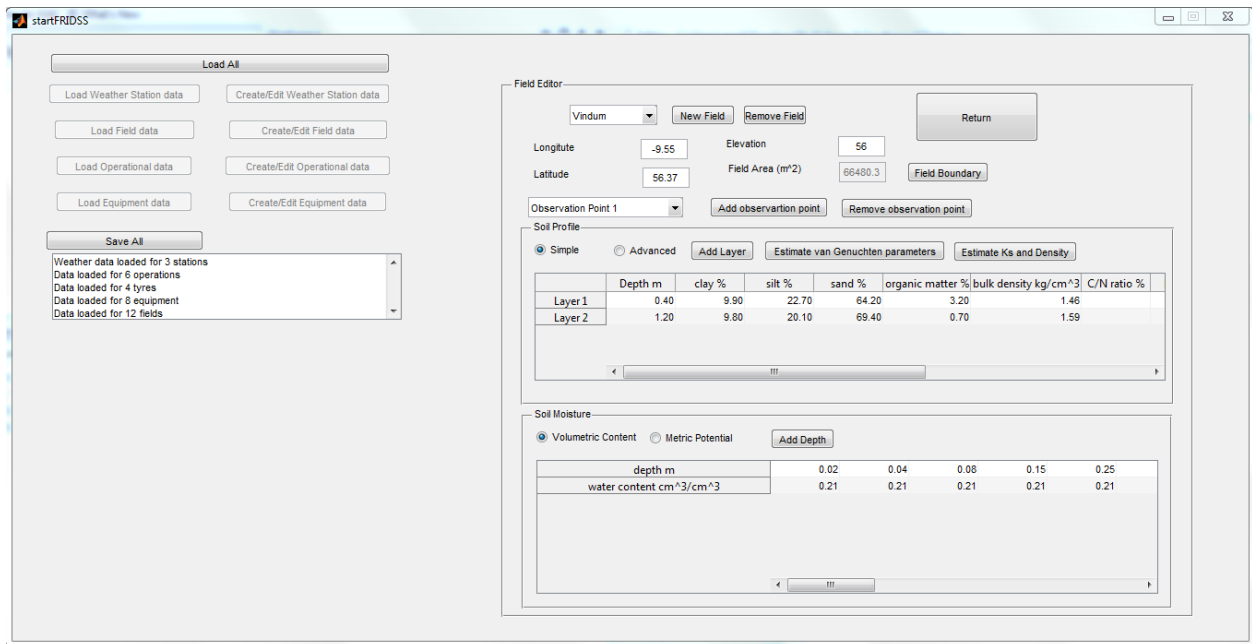 startFRIDSS
Load All
Load Weather Station data Create/Edit Weather Station data
Load Field data Create/Edit Field data
Load Operational data Create/Edit Operational data
Load Equipment data Create/Edit Equipment data
Save All
Weather data loaded for 3 stations
Data loaded for 6 operations
Data loaded for 4 tyres
Data loaded for 8 equipment
Data loaded for 12 fields
Field Editor
Vindum New Field Remove Field Return
Longitute -9.55 Elevation 56
Latitude 56.37 Field Area (m^2) 66480.3 Field Boundary
Observation Point 1 Add observartion point Remove observation point
Soil Profile
Simple Advanced Add Layer Estimate van Genuchten parameters Estimate Ks and Density
Depth m clay % silt % sand % organic matter % bulk density kg/cm^3 C/N ratio %
Layer 1 0.40 9.90 22.70 64.20 3.20 1.46
Layer 2 1.20 9.80 20.10 69.40 0.70 1.59
Soil Moisture
Volumetric Content Metric Potential Add Depth
depth m 0.02 0.04 0.08 0.15 0.25
water content cm^3/cm^3 0.21 0.21 0.21 0.21 0.21